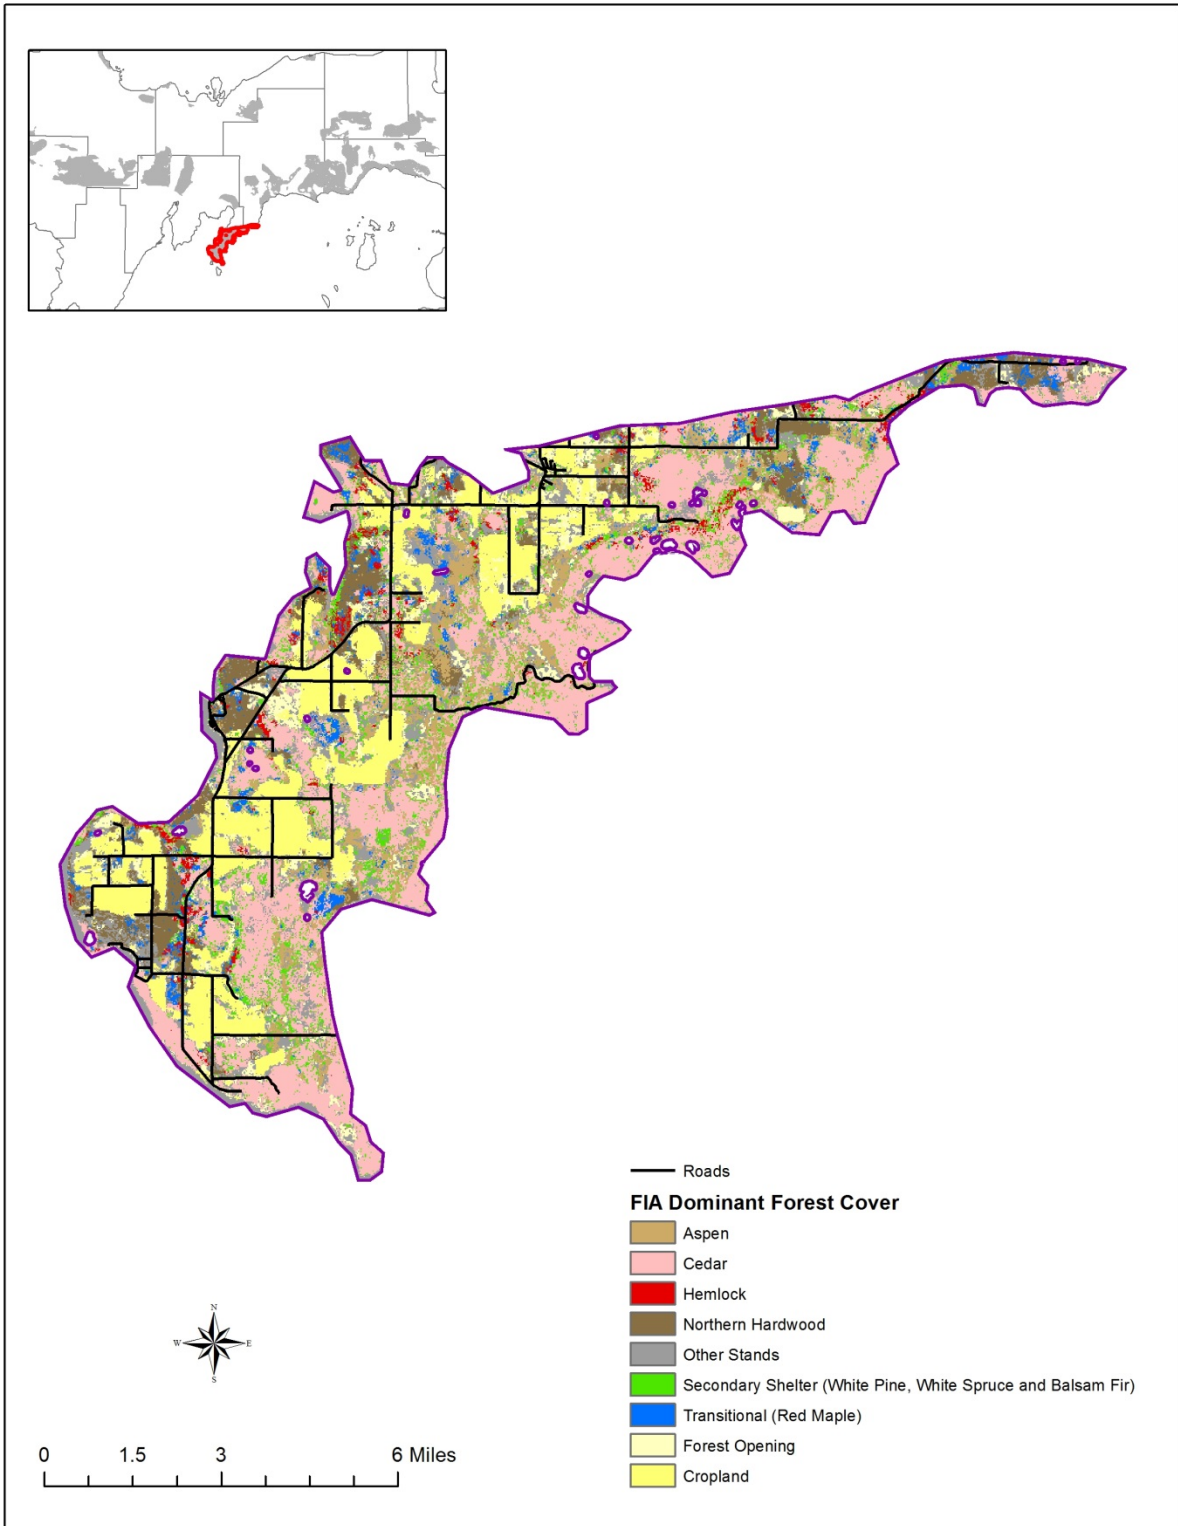 Roads
FIA Dominant Forest Cover
Aspen
Cedar
Hemlock
Northern Hardwood
Other Stands
Secondary Shelter (White Pine, White Spruce and Balsam Fir)
Transitional (Red Maple)
Forest Opening
Cropland
N
W E
S
0 1.5 3 6 Miles